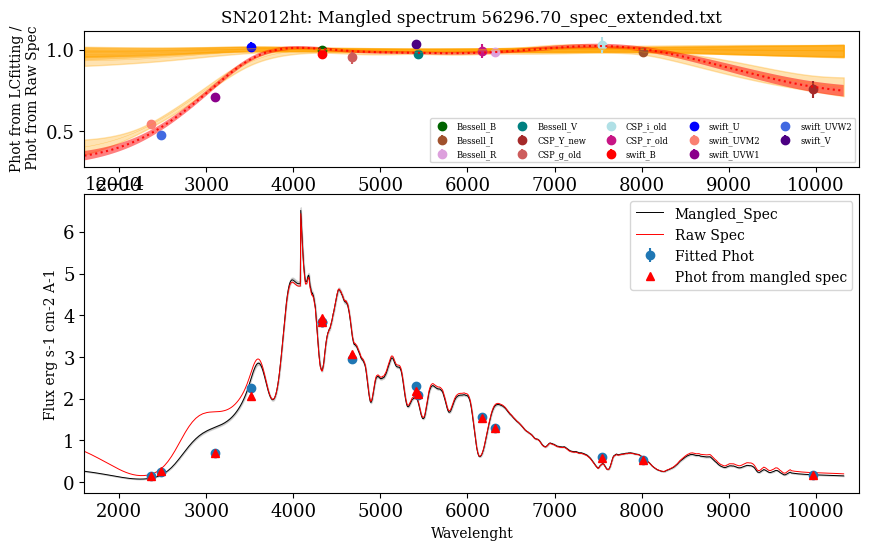 SN2012ht: Mangled spectrum 56296.70_spec_extended.txt
Phot from LCfitting /
Phot from Raw Spec
1.0
0.5
Bessell_B Bessell_V CSP_i_old swift_U swift_UVW2
Bessell_I CSP_Y_new CSP_r_old swift_UVM2 swift_V
Bessell_R CSP_g_old swift_B swift_UVW1
2000 3000 4000 5000 6000 7000 8000 9000 10000
1e−14
Flux erg s-1 cm-2 A-1
6
5
4
3
2
1
0
Mangled_Spec
Raw Spec
Fitted Phot
Phot from mangled spec
2000 3000 4000 5000 6000 7000 8000 9000 10000
Wavelenght